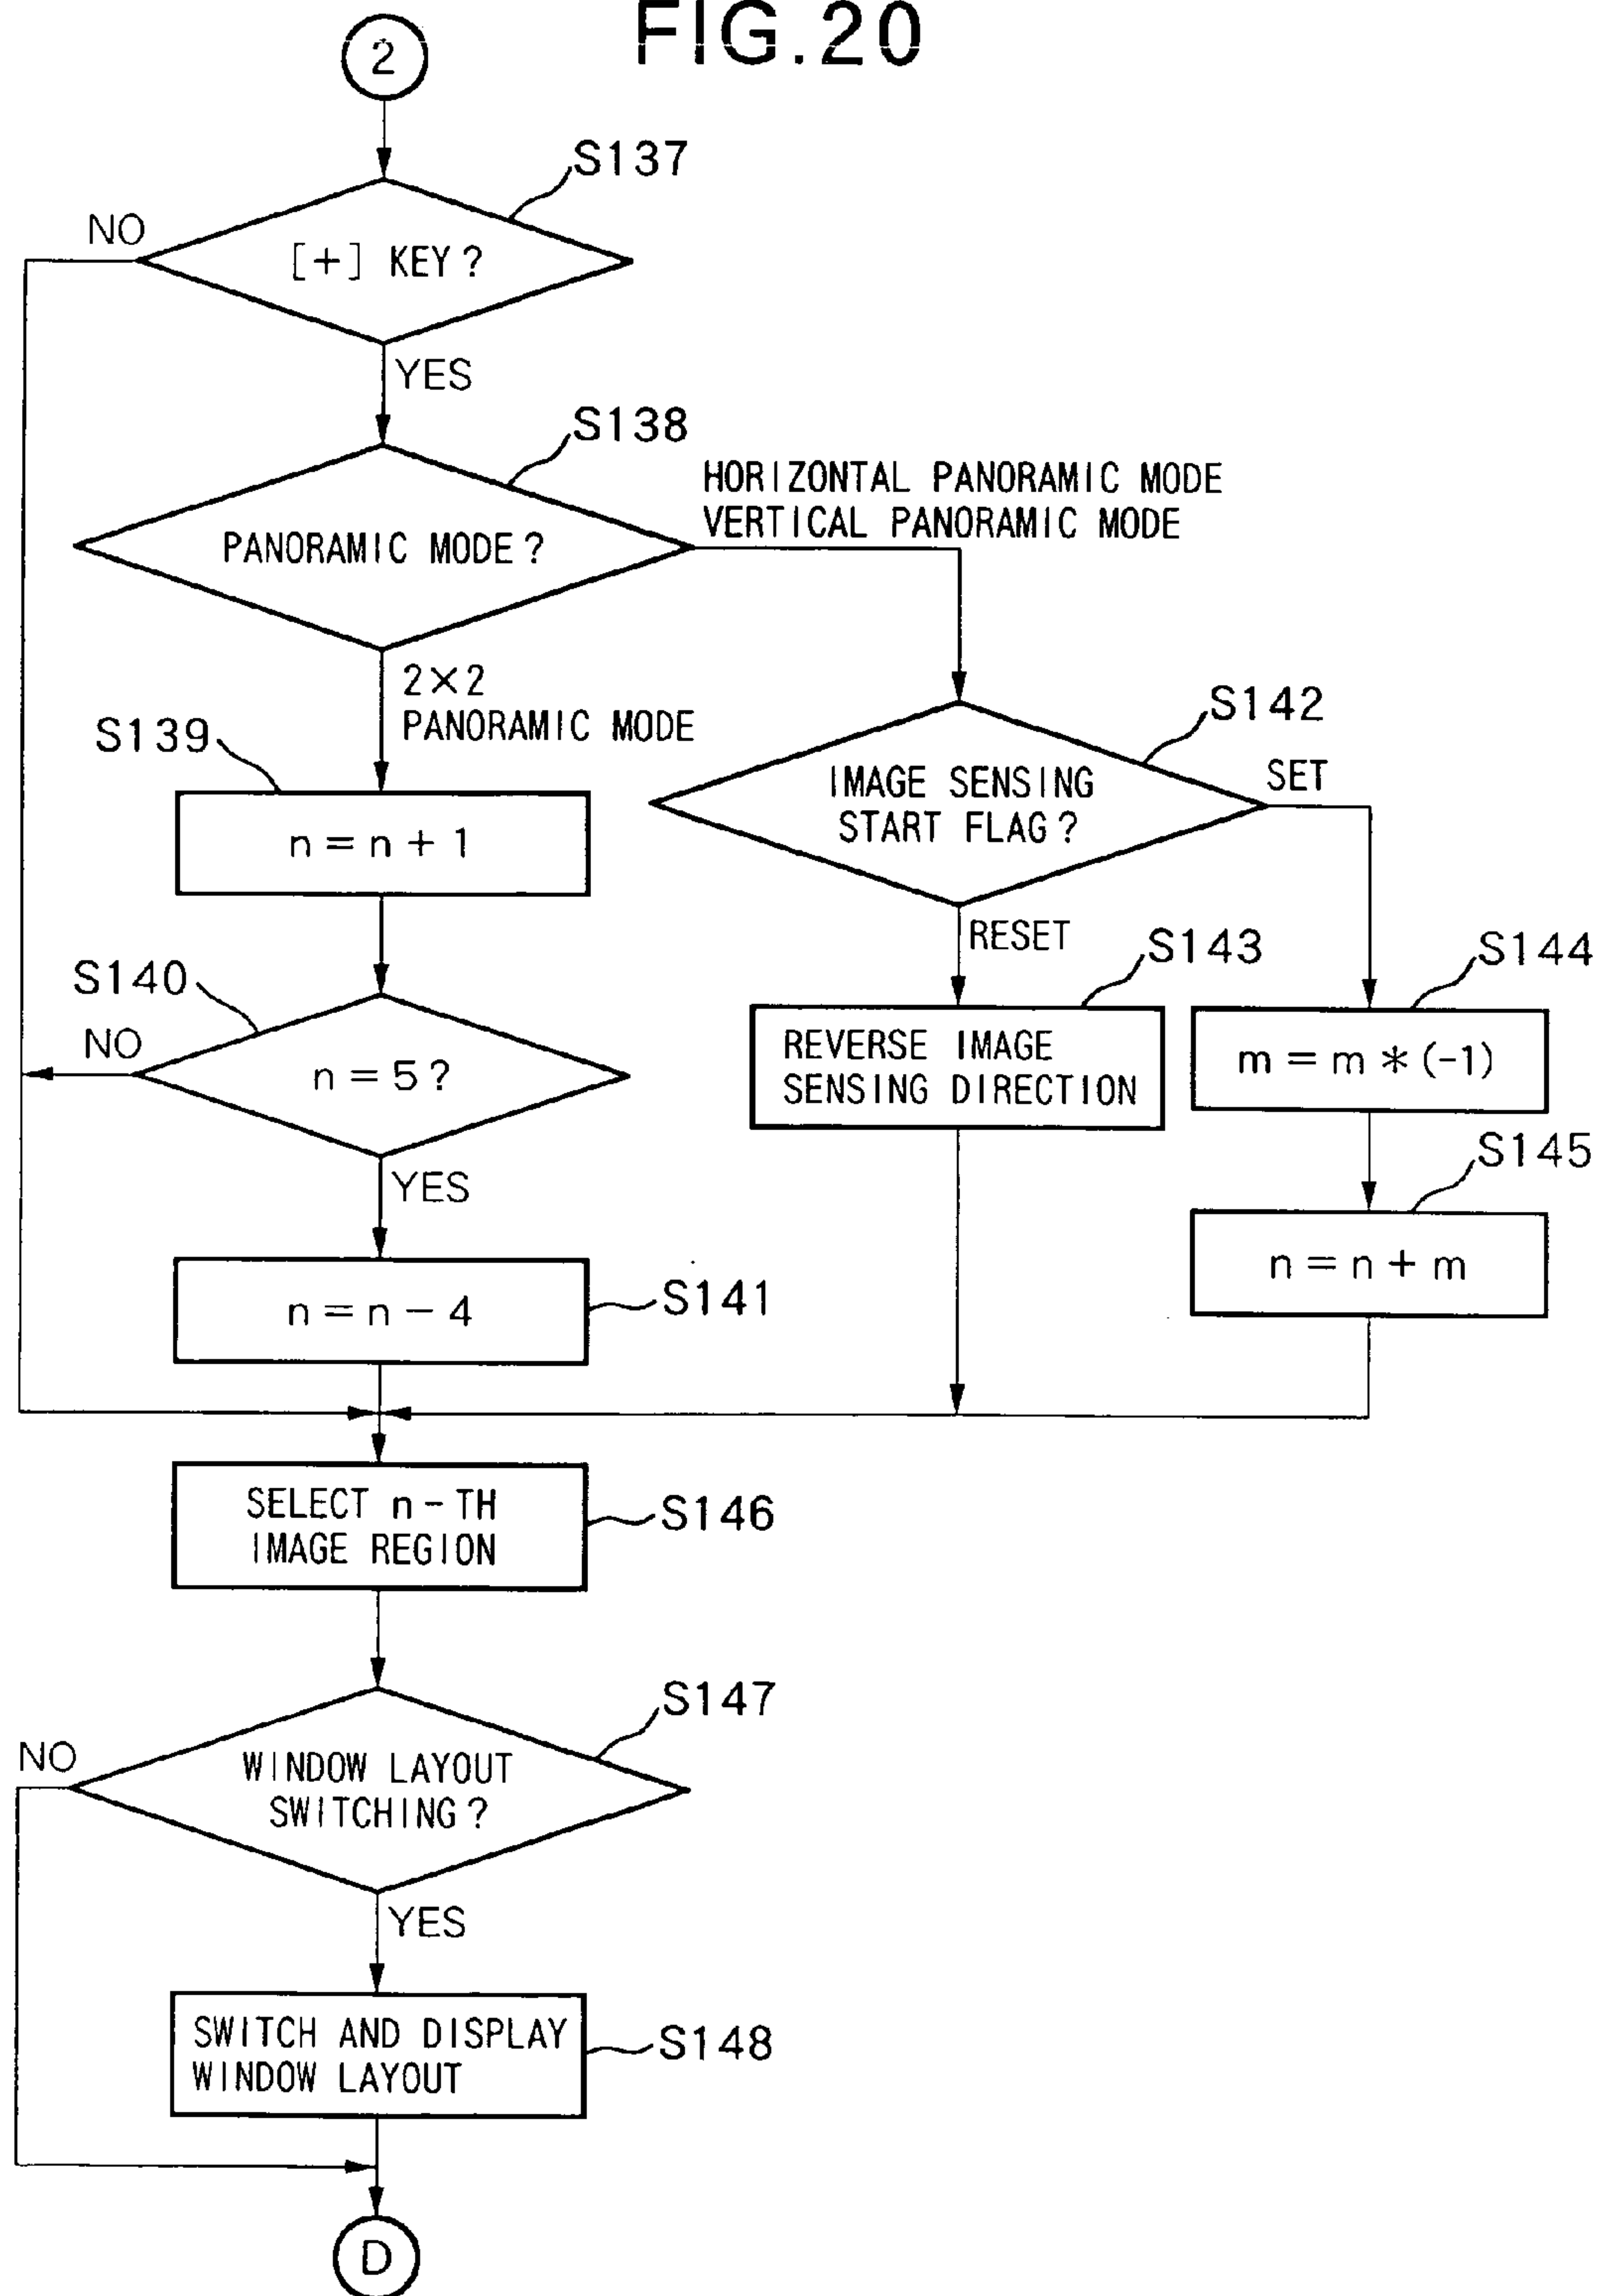 FIG.20
2
S137
NO
[+] KEY?
YES
S138
HORIZONTAL PANORAMIC MODE
VERTICAL PANORAMIC MODE
PANORAMIC MODE?
2×2
PANORAMIC MODE
S139
n=n+1
S142
IMAGE SENSING
START FLAG?
SET
RESET
S140
NO
n=5?
YES
S143
REVERSE IMAGE
SENSING DIRECTION
S144
m=m*(-1)
S145
n=n+m
n=n-4
S141
SELECT n-TH
IMAGE REGION
S146
S147
NO
WINDOW LAYOUT
SWITCHING?
YES
SWITCH AND DISPLAY
WINDOW LAYOUT
S148
D